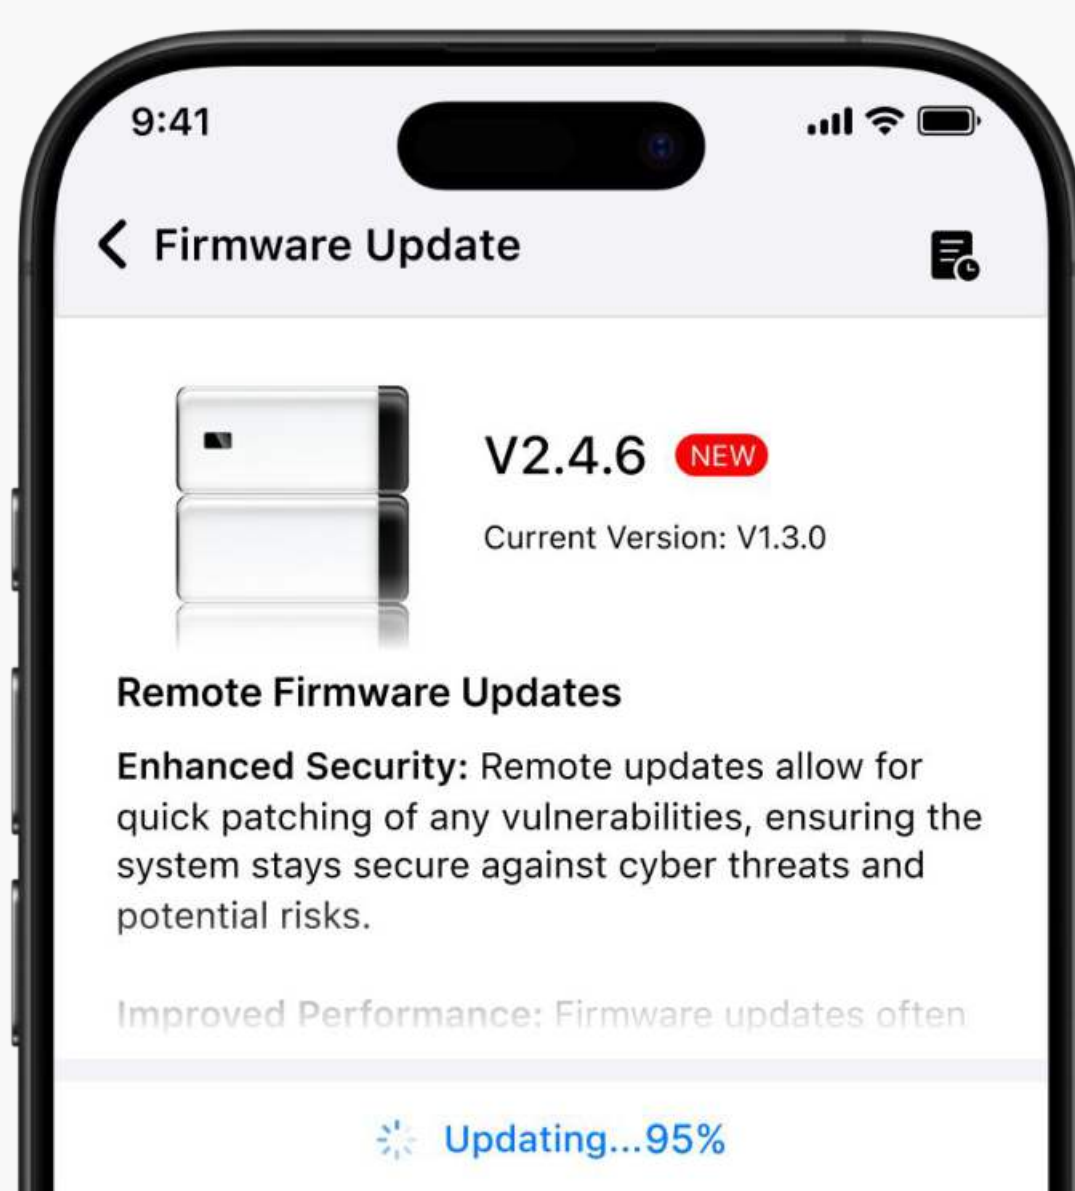 9:41
Firmware Update
V2.4.6 NEW
Current Version: V1.3.0
Remote Firmware Updates
Enhanced Security: Remote updates allow for
quick patching of any vulnerabilities, ensuring the
system stays secure against cyber threats and
potential risks.
Improved Performance: Firmware updates often
Updating...95%